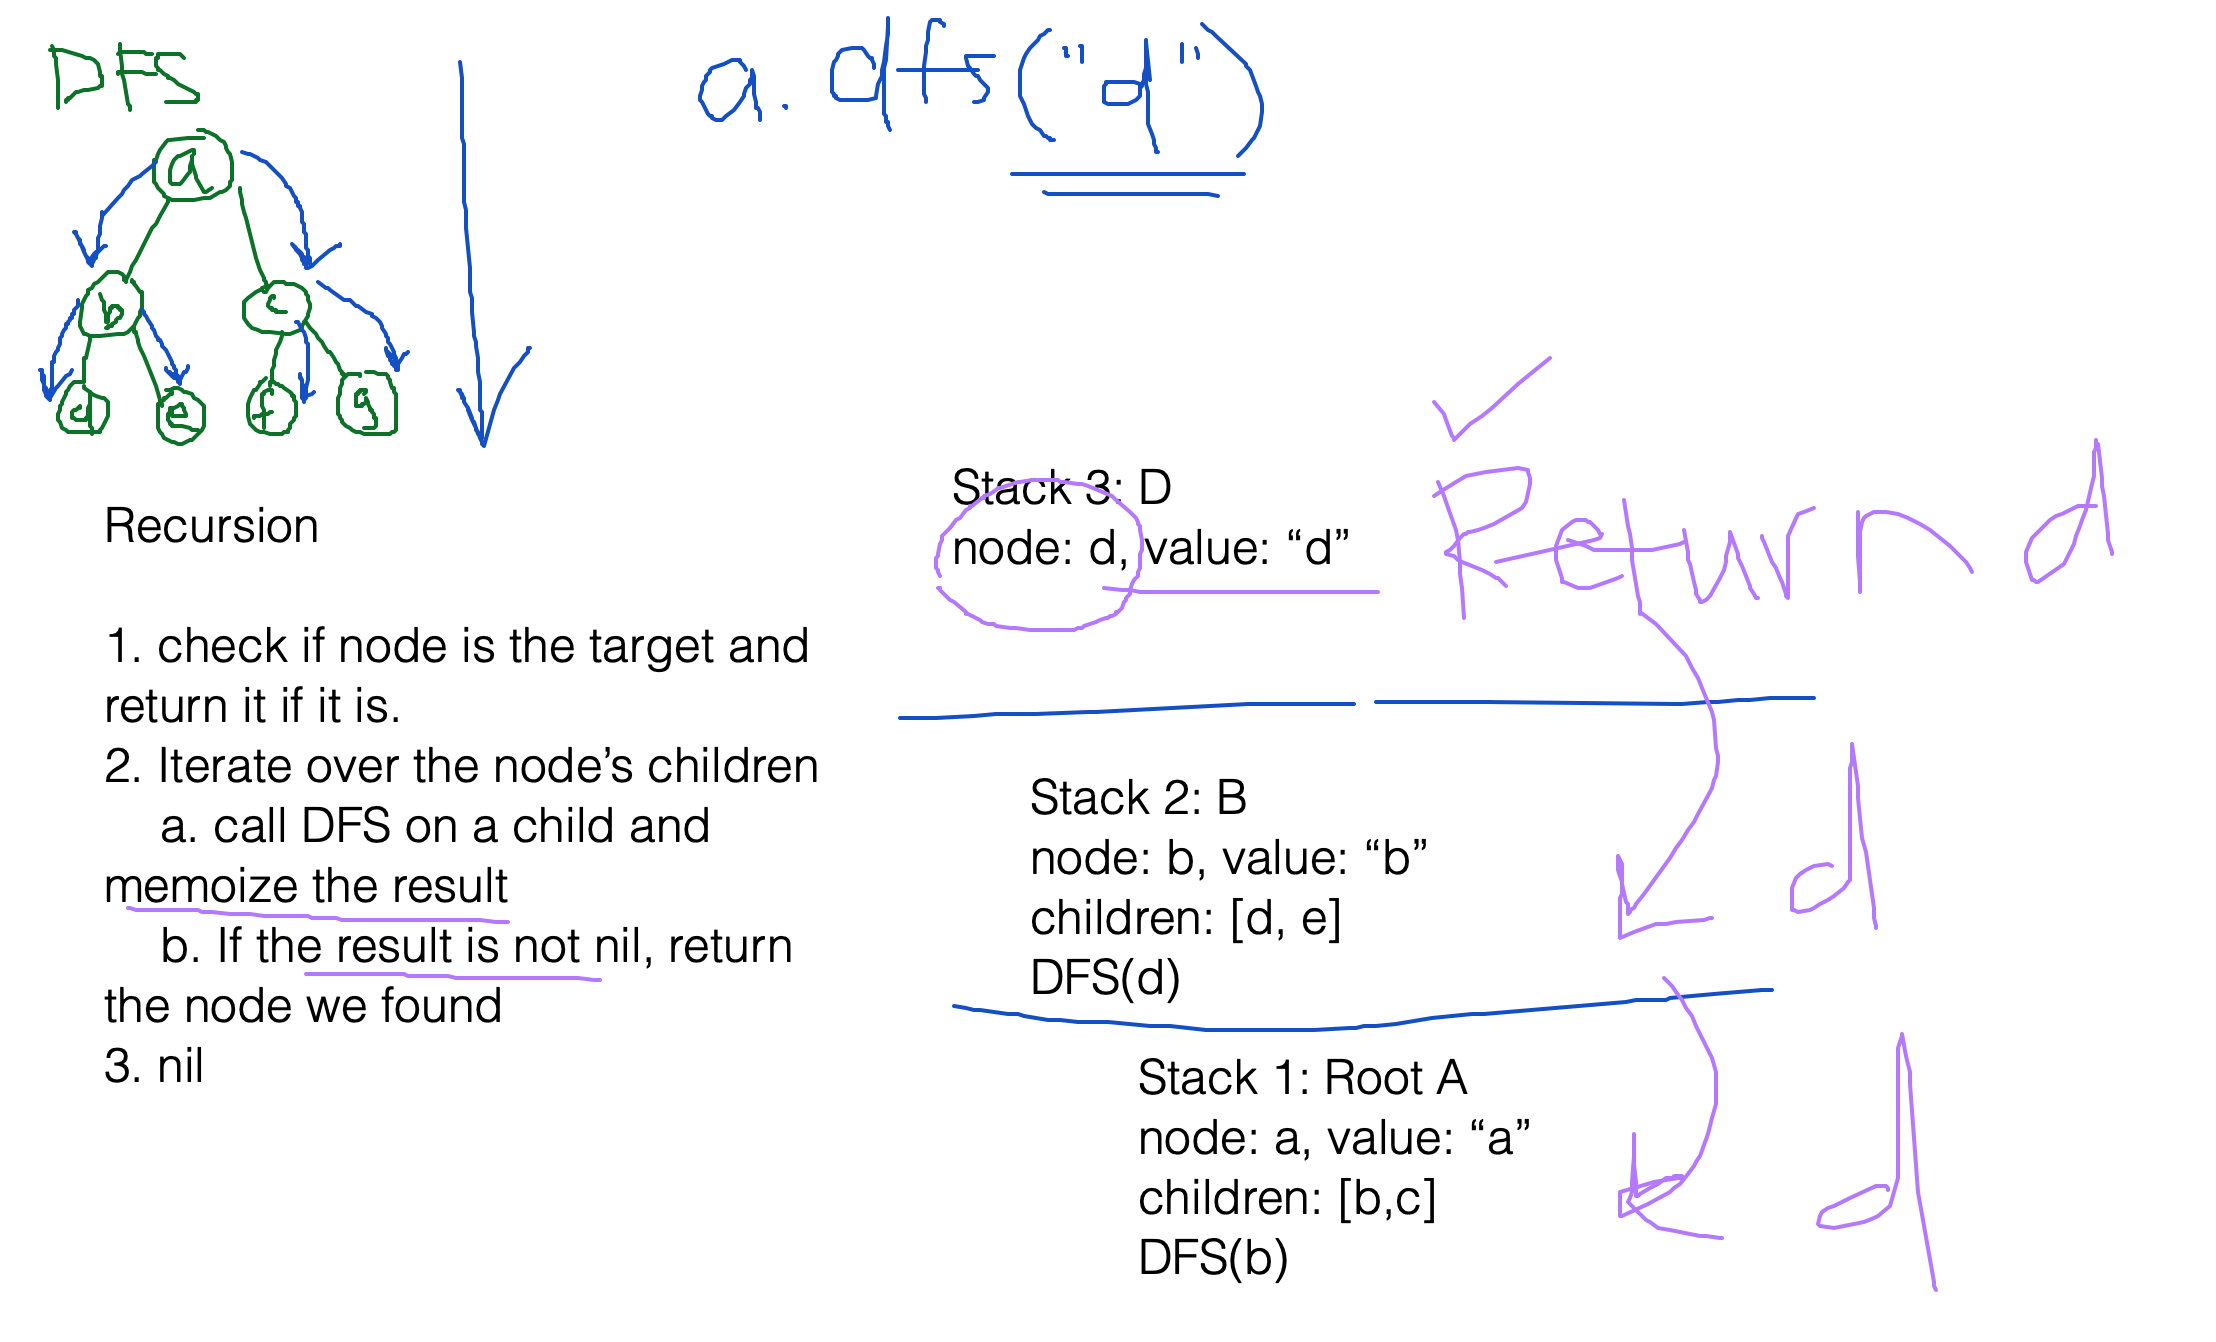 DFS
a. dfs("d")
a
b c
d e f g
Recursion
1. check if node is the target and
return it if it is.
2. Iterate over the node’s children
a. call DFS on a child and
memoize the result
b. If the result is not nil, return
the node we found
3. nil
Stack 3: D
node: d, value: “d”
Return d
Stack 2: B
node: b, value: “b”
children: [d, e]
DFS(d)
d
Stack 1: Root A
node: a, value: “a”
children: [b,c]
DFS(b)
d